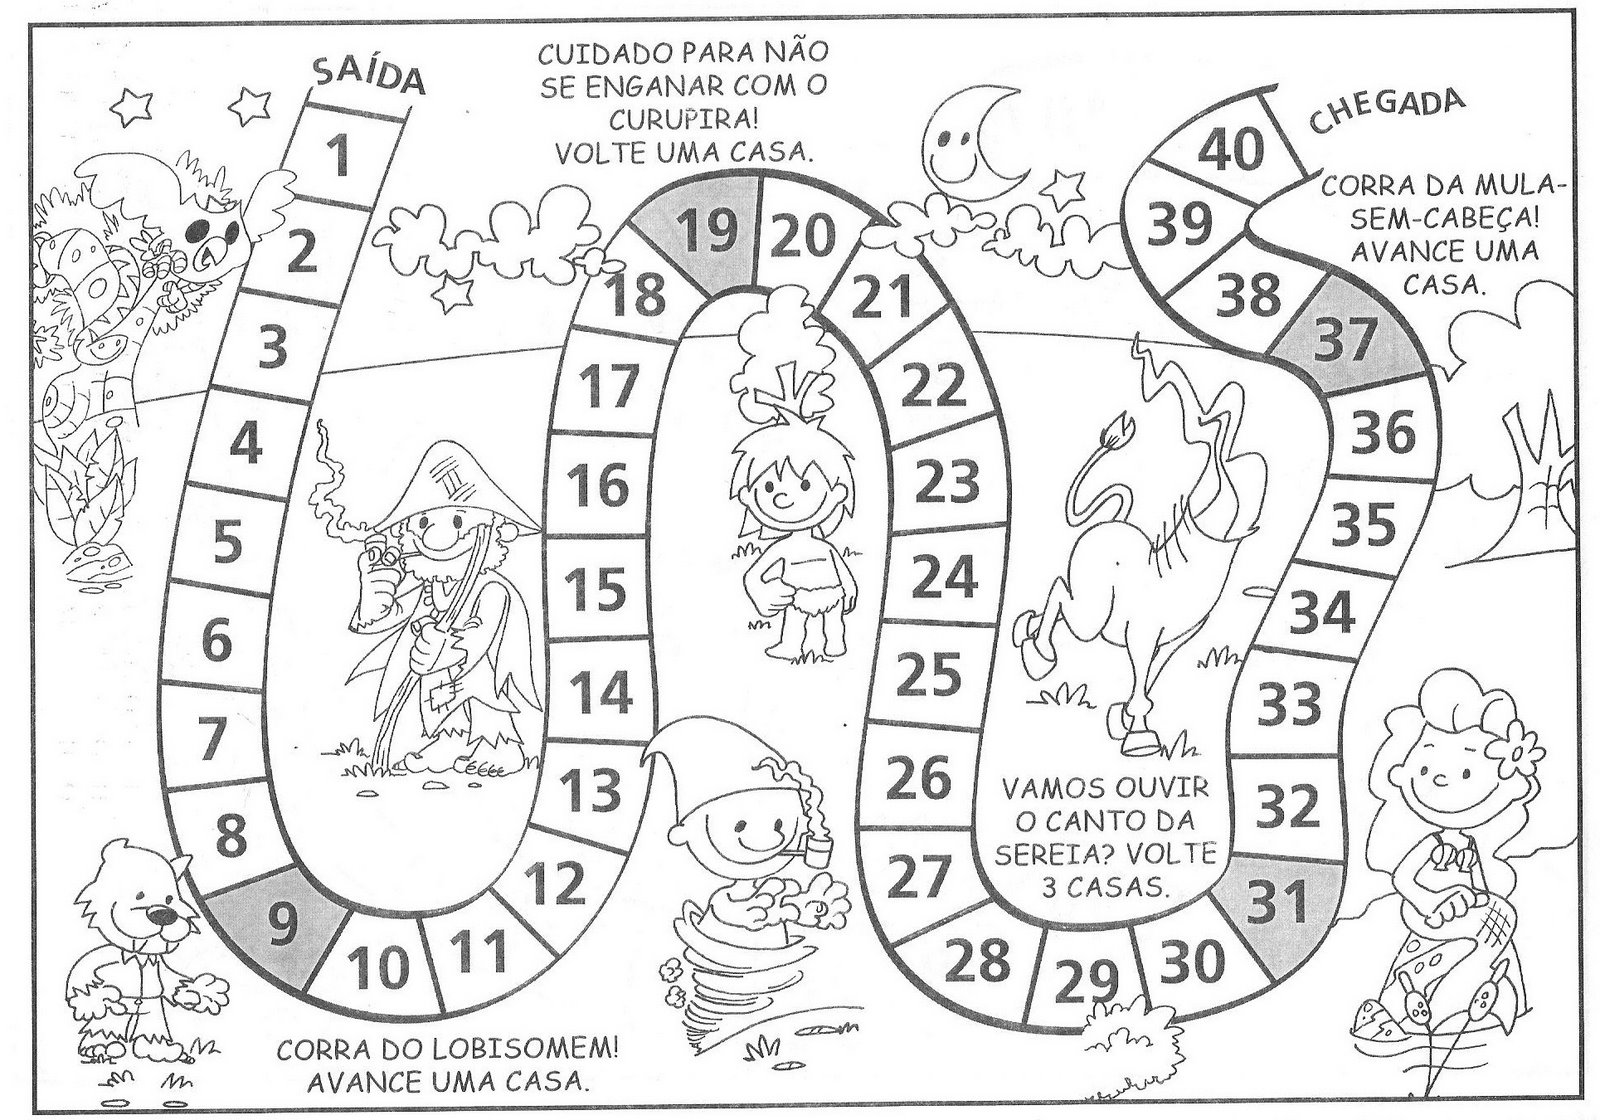 SAÍDA
1
2
3
4
5
6
7
8
9
CORRA DO LOBISOMEM!
AVANCE UMA CASA.
10
11
12
13
14
15
16
17
18
19
CUIDADO PARA NÃO
SE ENGANAR COM O
CURUPIRA!
VOLTE UMA CASA.
20
21
22
23
24
25
26
27
28
29
30
31
VAMOS OUVIR
O CANTO DA
SEREIA? VOLTE
3 CASAS.
32
33
34
35
36
37
CORRA DA MULA-
SEM-CABEÇA!
AVANCE UMA
CASA.
38
39
40
CHEGADA